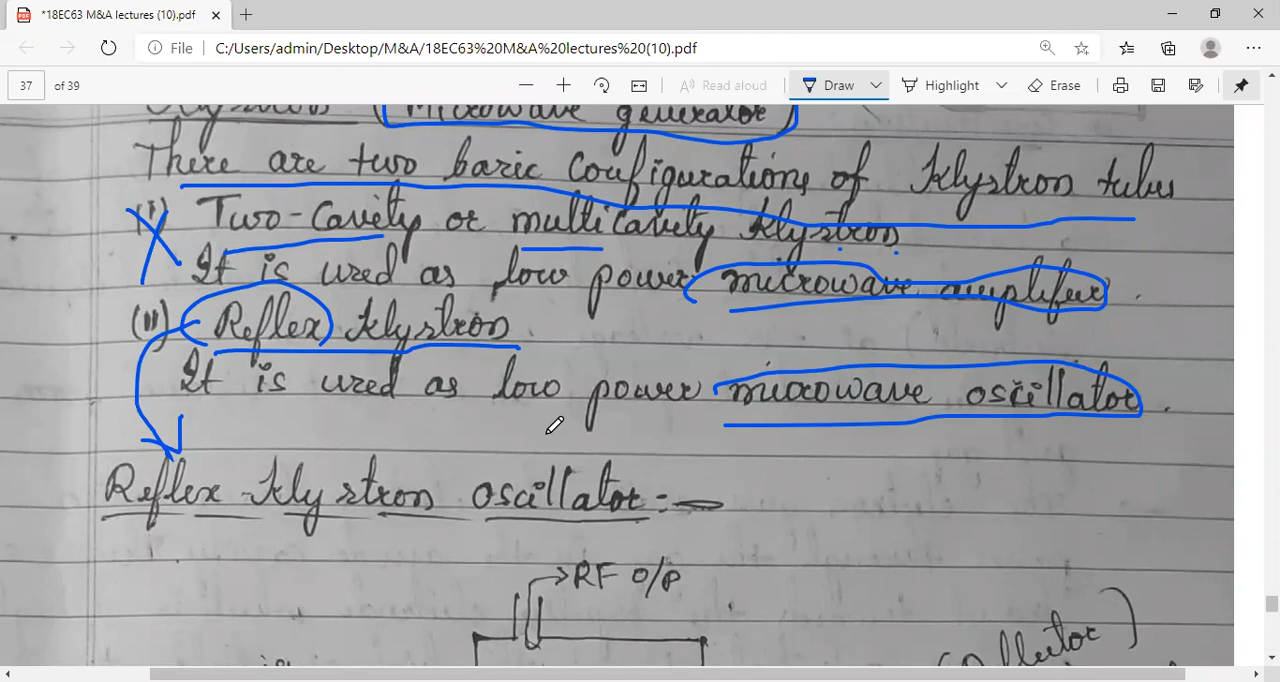 *18EC63 M&A lectures (10).pdf
File C:/Users/admin/Desktop/M&A/18EC63%20M&A%20lectures%20(10).pdf
37 of 39 Read aloud Draw Highlight Erase
(Microwave generator)
There are two basic configurations of Klystron tubes
(i) Two-Cavity or multicavity Klystron
It is used as low power microwave amplifier.
(ii) Reflex Klystron
It is used as low power microwave oscillator.
Reflex Klystron oscillator:-
RF O/P